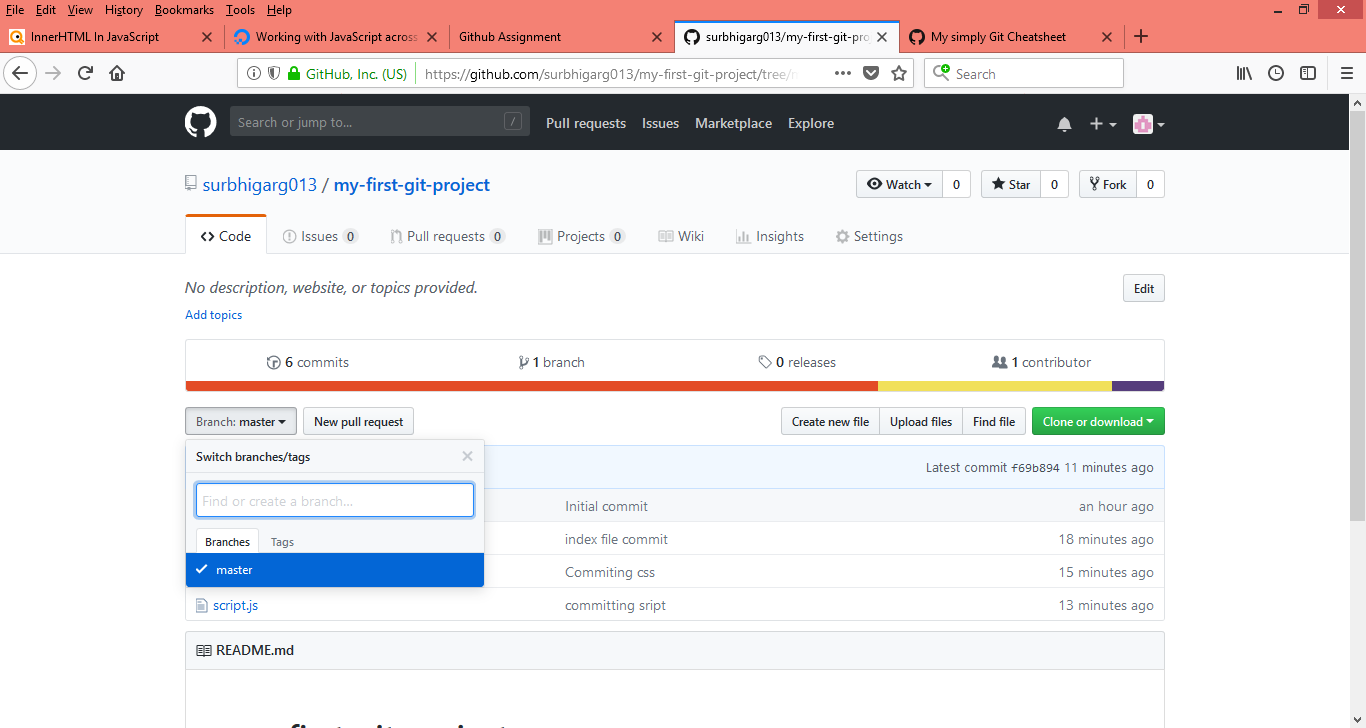 File Edit View History Bookmarks Tools Help
InnerHTML In JavaScript
Working with JavaScript across
Github Assignment
surbhigarg013/my-first-git-proj
My simply Git Cheatsheet
GitHub, Inc. (US) https://github.com/surbhigarg013/my-first-git-project/tree/m
Search
Search or jump to... / Pull requests Issues Marketplace Explore
surbhigarg013 / my-first-git-project
Watch 0 Star 0 Fork 0
Code Issues 0 Pull requests 0 Projects 0 Wiki Insights Settings
No description, website, or topics provided. Edit
Add topics
6 commits 1 branch 0 releases 1 contributor
Branch: master New pull request Create new file Upload files Find file Clone or download
Switch branches/tags
Latest commit f69b894 11 minutes ago
Find or create a branch...
Initial commit an hour ago
Branches Tags
index file commit 18 minutes ago
master
Commiting css 15 minutes ago
script.js committing sript 13 minutes ago
README.md